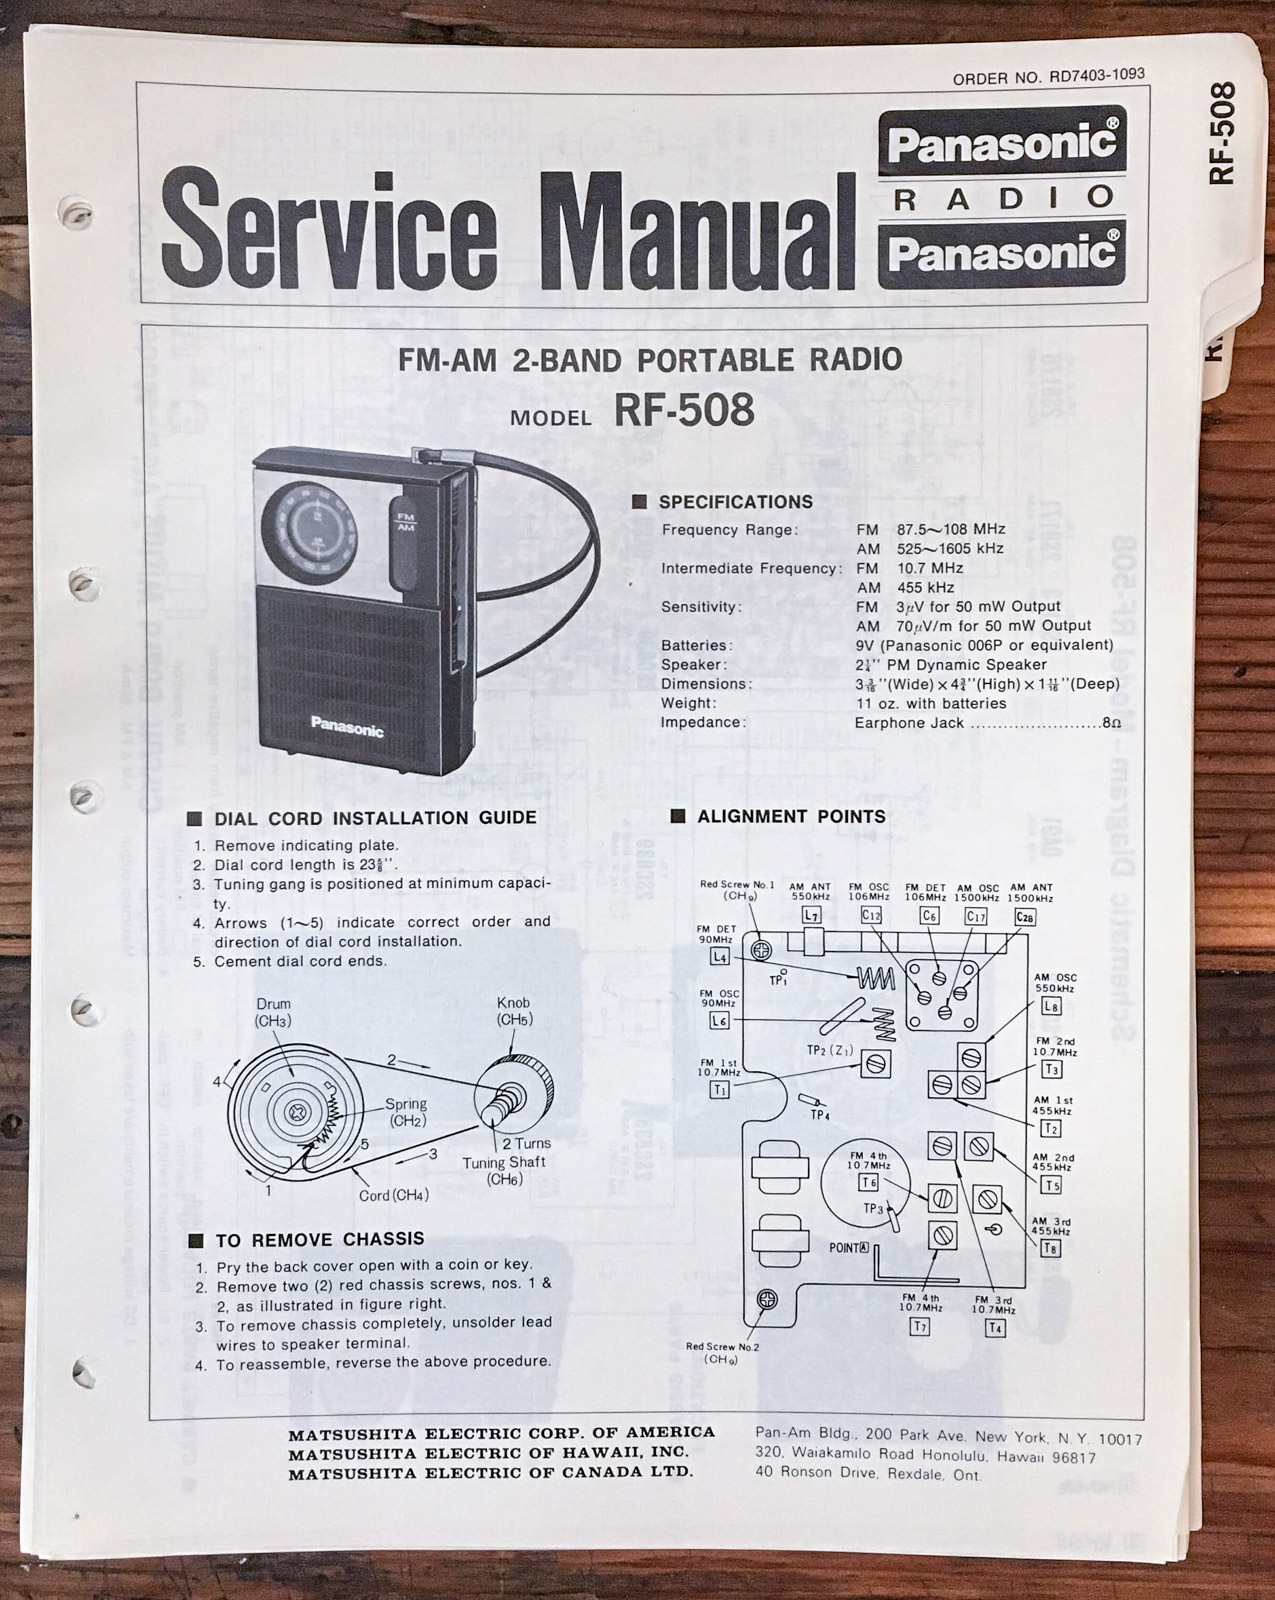 ORDER NO. RD7403-1093
RF-508
Service Manual
Panasonic®
RADIO
Panasonic®
FM-AM 2-BAND PORTABLE RADIO
MODEL RF-508
FM
AM
Panasonic
■ SPECIFICATIONS
Frequency Range: FM 87.5~108 MHz
AM 525~1605 kHz
Intermediate Frequency: FM 10.7 MHz
AM 455 kHz
Sensitivity: FM 3μV for 50 mW Output
AM 70μV/m for 50 mW Output
Batteries: 9V (Panasonic 006P or equivalent)
Speaker: 2¼'' PM Dynamic Speaker
Dimensions: 3 3/16''(Wide) × 4¾''(High) × 1 11/16''(Deep)
Weight: 11 oz. with batteries
Impedance: Earphone Jack ........................8Ω
■ DIAL CORD INSTALLATION GUIDE
1. Remove indicating plate.
2. Dial cord length is 23⅝''.
3. Tuning gang is positioned at minimum capaci-
ty.
4. Arrows (1~5) indicate correct order and
direction of dial cord installation.
5. Cement dial cord ends.
Drum
(CH3)
Knob
(CH5)
2
4
Spring
(CH2)
5
3
2 Turns
Tuning Shaft
(CH6)
1
Cord (CH4)
■ TO REMOVE CHASSIS
1. Pry the back cover open with a coin or key.
2. Remove two (2) red chassis screws, nos. 1 &
2, as illustrated in figure right.
3. To remove chassis completely, unsolder lead
wires to speaker terminal.
4. To reassemble, reverse the above procedure.
■ ALIGNMENT POINTS
Red Screw No.1
(CH9)
AM ANT
550kHz
L7
FM OSC
106MHz
C12
FM DET
106MHz
C6
AM OSC
1500kHz
C17
AM ANT
1500kHz
C28
FM DET
90MHz
L4
TP1
FM OSC
90MHz
L6
AM OSC
550kHz
L8
TP2 (Z1)
FM 1st
10.7MHz
T1
FM 2nd
10.7MHz
T3
TP4
AM 1st
455kHz
T2
FM 4th
10.7MHz
T6
AM 2nd
455kHz
T5
TP3
AM 3rd
455kHz
T8
POINT A
FM 4th
10.7MHz
T7
FM 3rd
10.7MHz
T4
Red Screw No.2
(CH9)
MATSUSHITA ELECTRIC CORP. OF AMERICA Pan-Am Bldg., 200 Park Ave. New York, N.Y. 10017
MATSUSHITA ELECTRIC OF HAWAII, INC. 320, Waiakamilo Road Honolulu, Hawaii 96817
MATSUSHITA ELECTRIC OF CANADA LTD. 40 Ronson Drive, Rexdale, Ont.